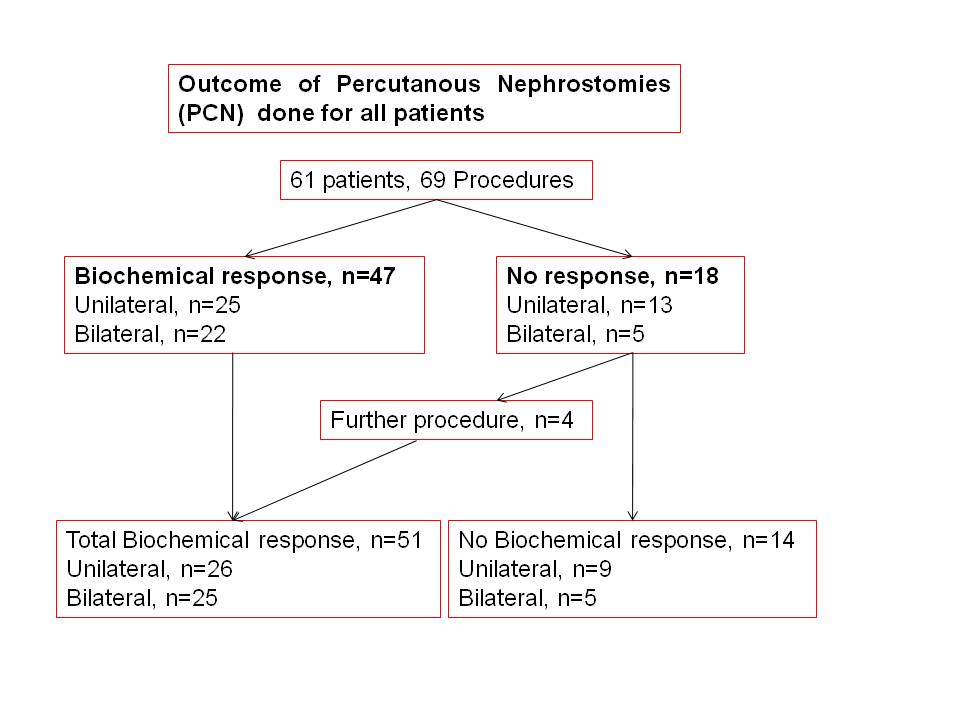 Outcome of Percutanous Nephrostomies
(PCN) done for all patients
61 patients, 69 Procedures
Biochemical response, n=47
Unilateral, n=25
Bilateral, n=22
No response, n=18
Unilateral, n=13
Bilateral, n=5
Further procedure, n=4
Total Biochemical response, n=51
Unilateral, n=26
Bilateral, n=25
No Biochemical response, n=14
Unilateral, n=9
Bilateral, n=5